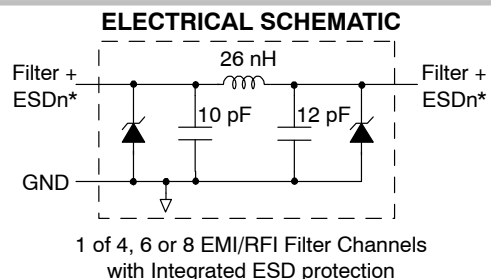 ELECTRICAL SCHEMATIC
26 nH
Filter +
ESDn*
Filter +
ESDn*
10 pF
12 pF
GND
1 of 4, 6 or 8 EMI/RFI Filter Channels
with Integrated ESD protection